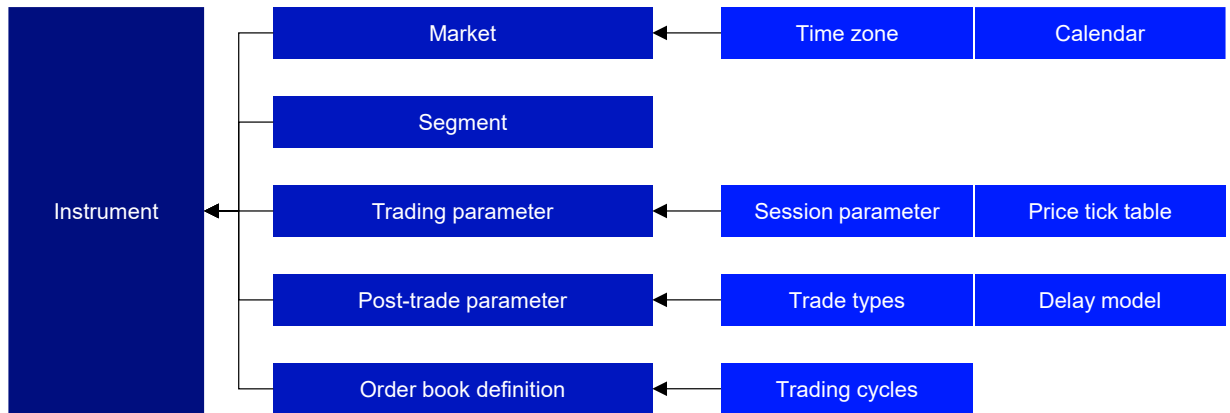 Instrument
Market
Time zone
Calendar
Segment
Trading parameter
Session parameter
Price tick table
Post-trade parameter
Trade types
Delay model
Order book definition
Trading cycles